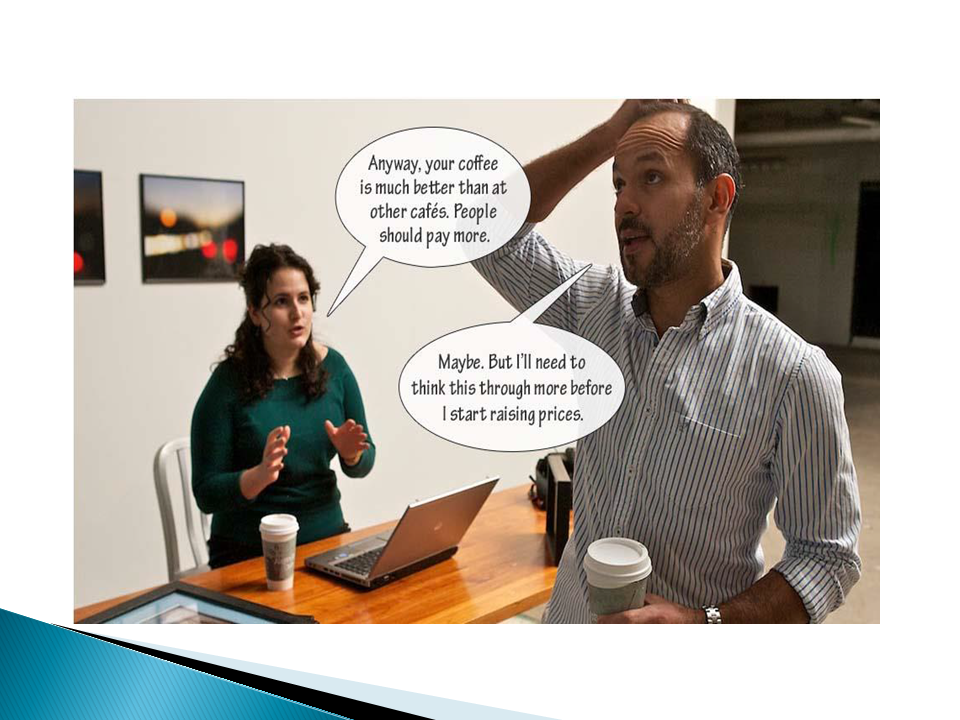 Anyway, your coffee
is much better than at
other cafés. People
should pay more.
Maybe. But I'll need to
think this through more before
I start raising prices.